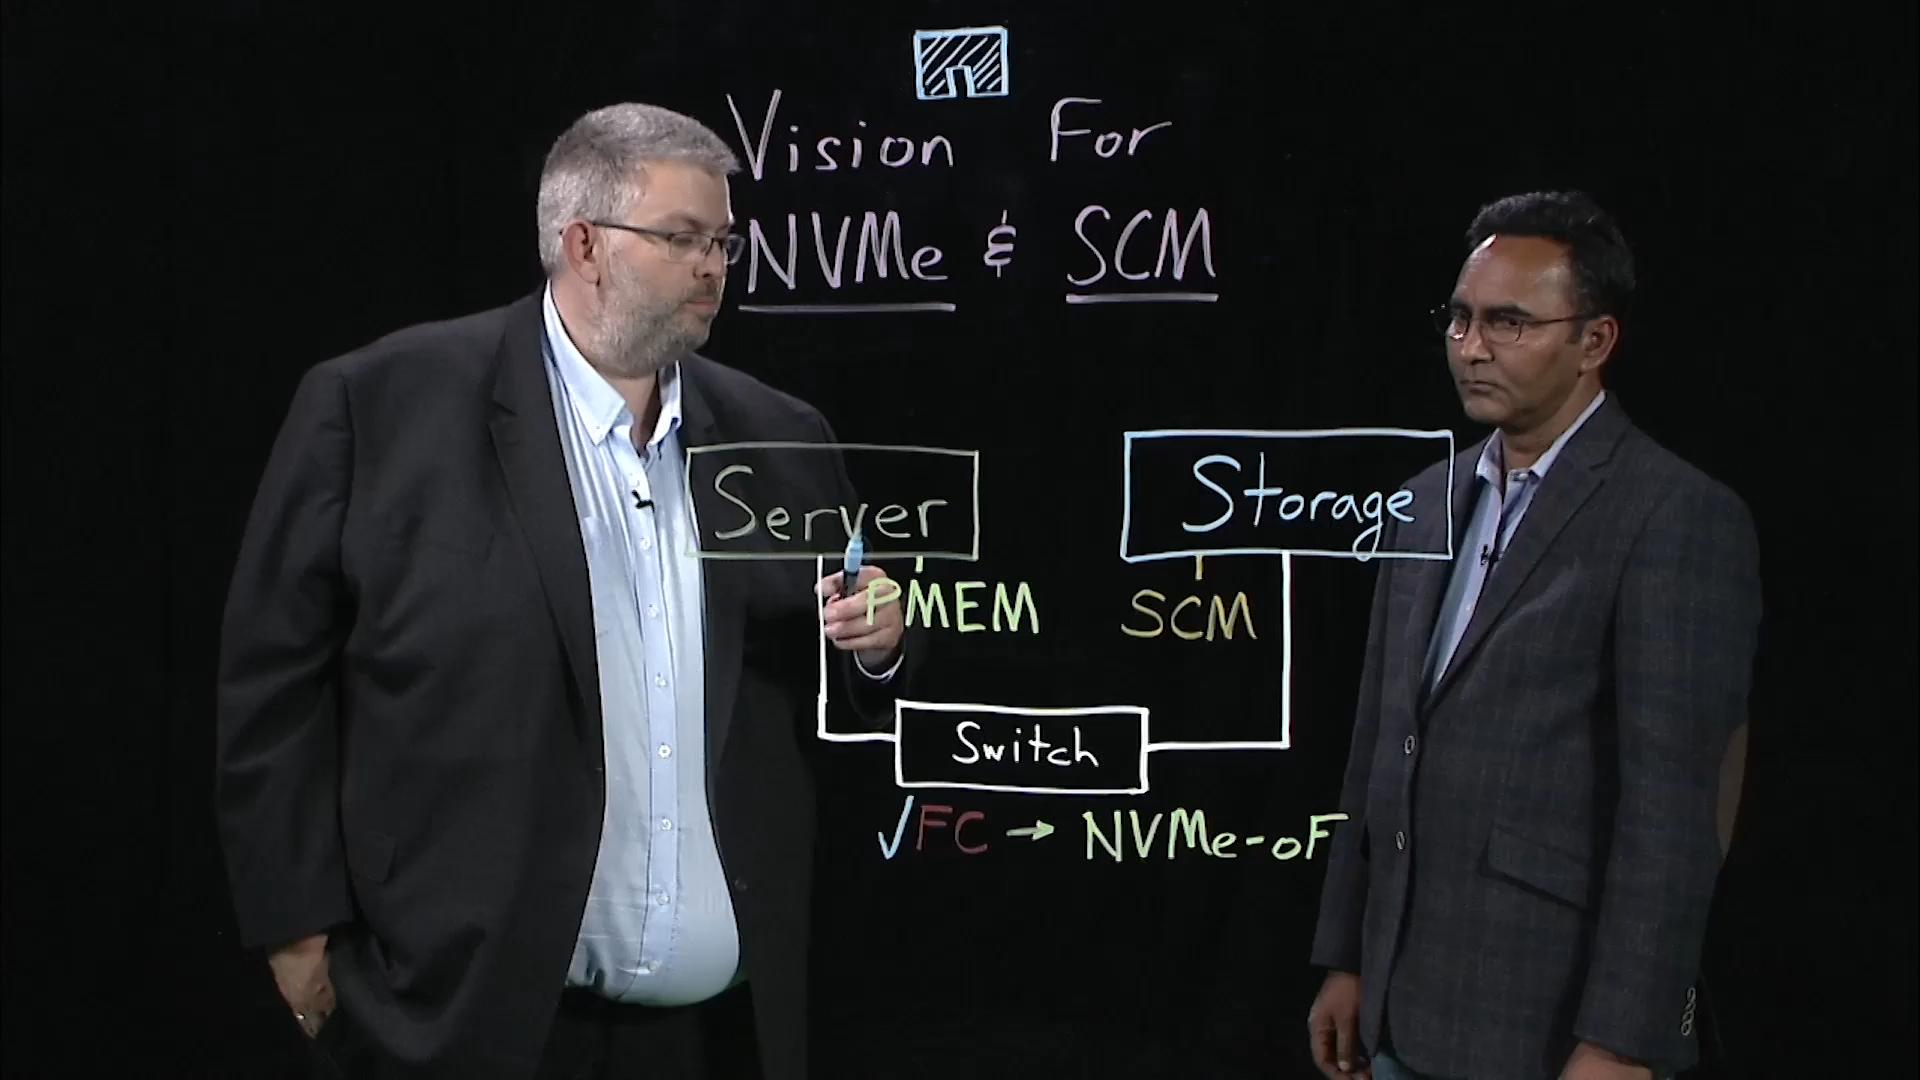 Vision For
NVMe & SCM
Server
Storage
PMEM
SCM
Switch
√FC → NVMe-oF